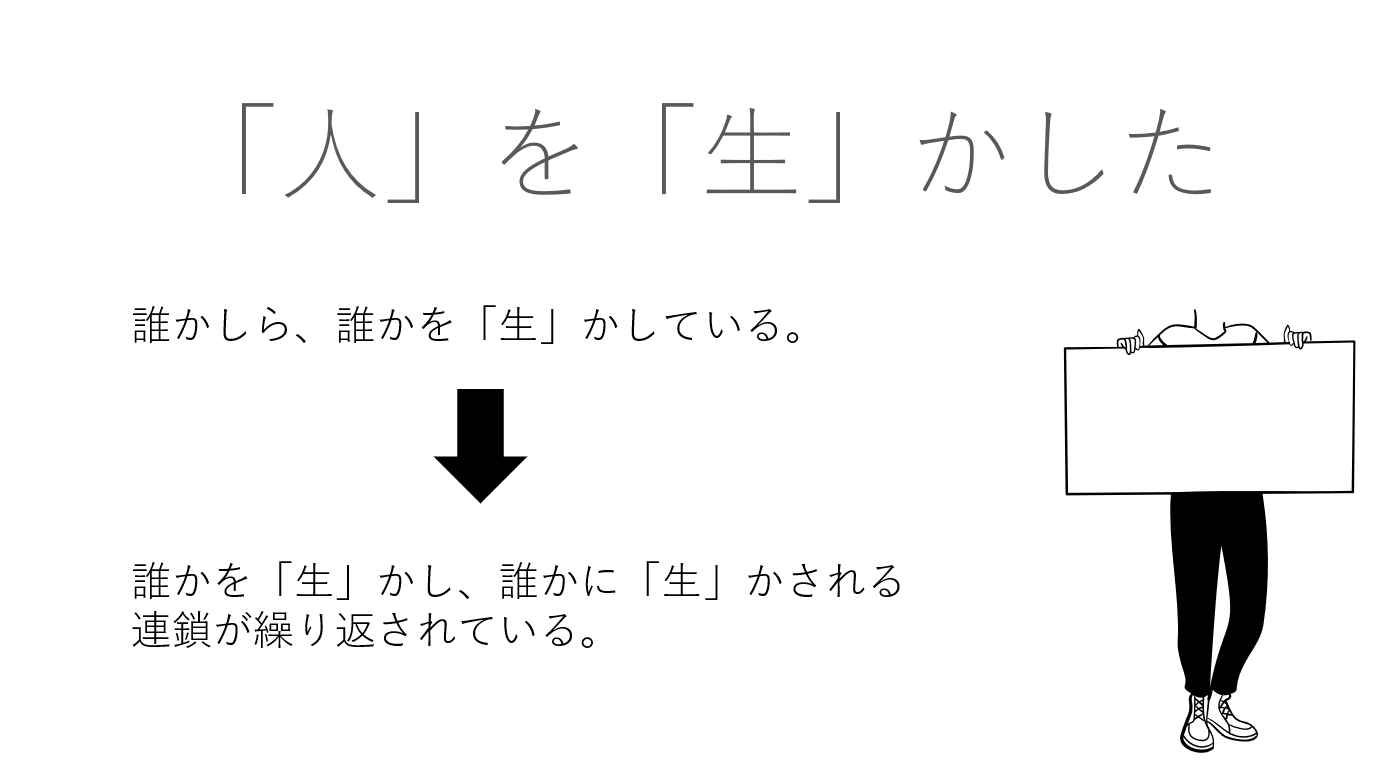 「人」を「生」かした
誰かしら、誰かを「生」かしている。
誰かを「生」かし、誰かに「生」かされる
連鎖が繰り返されている。